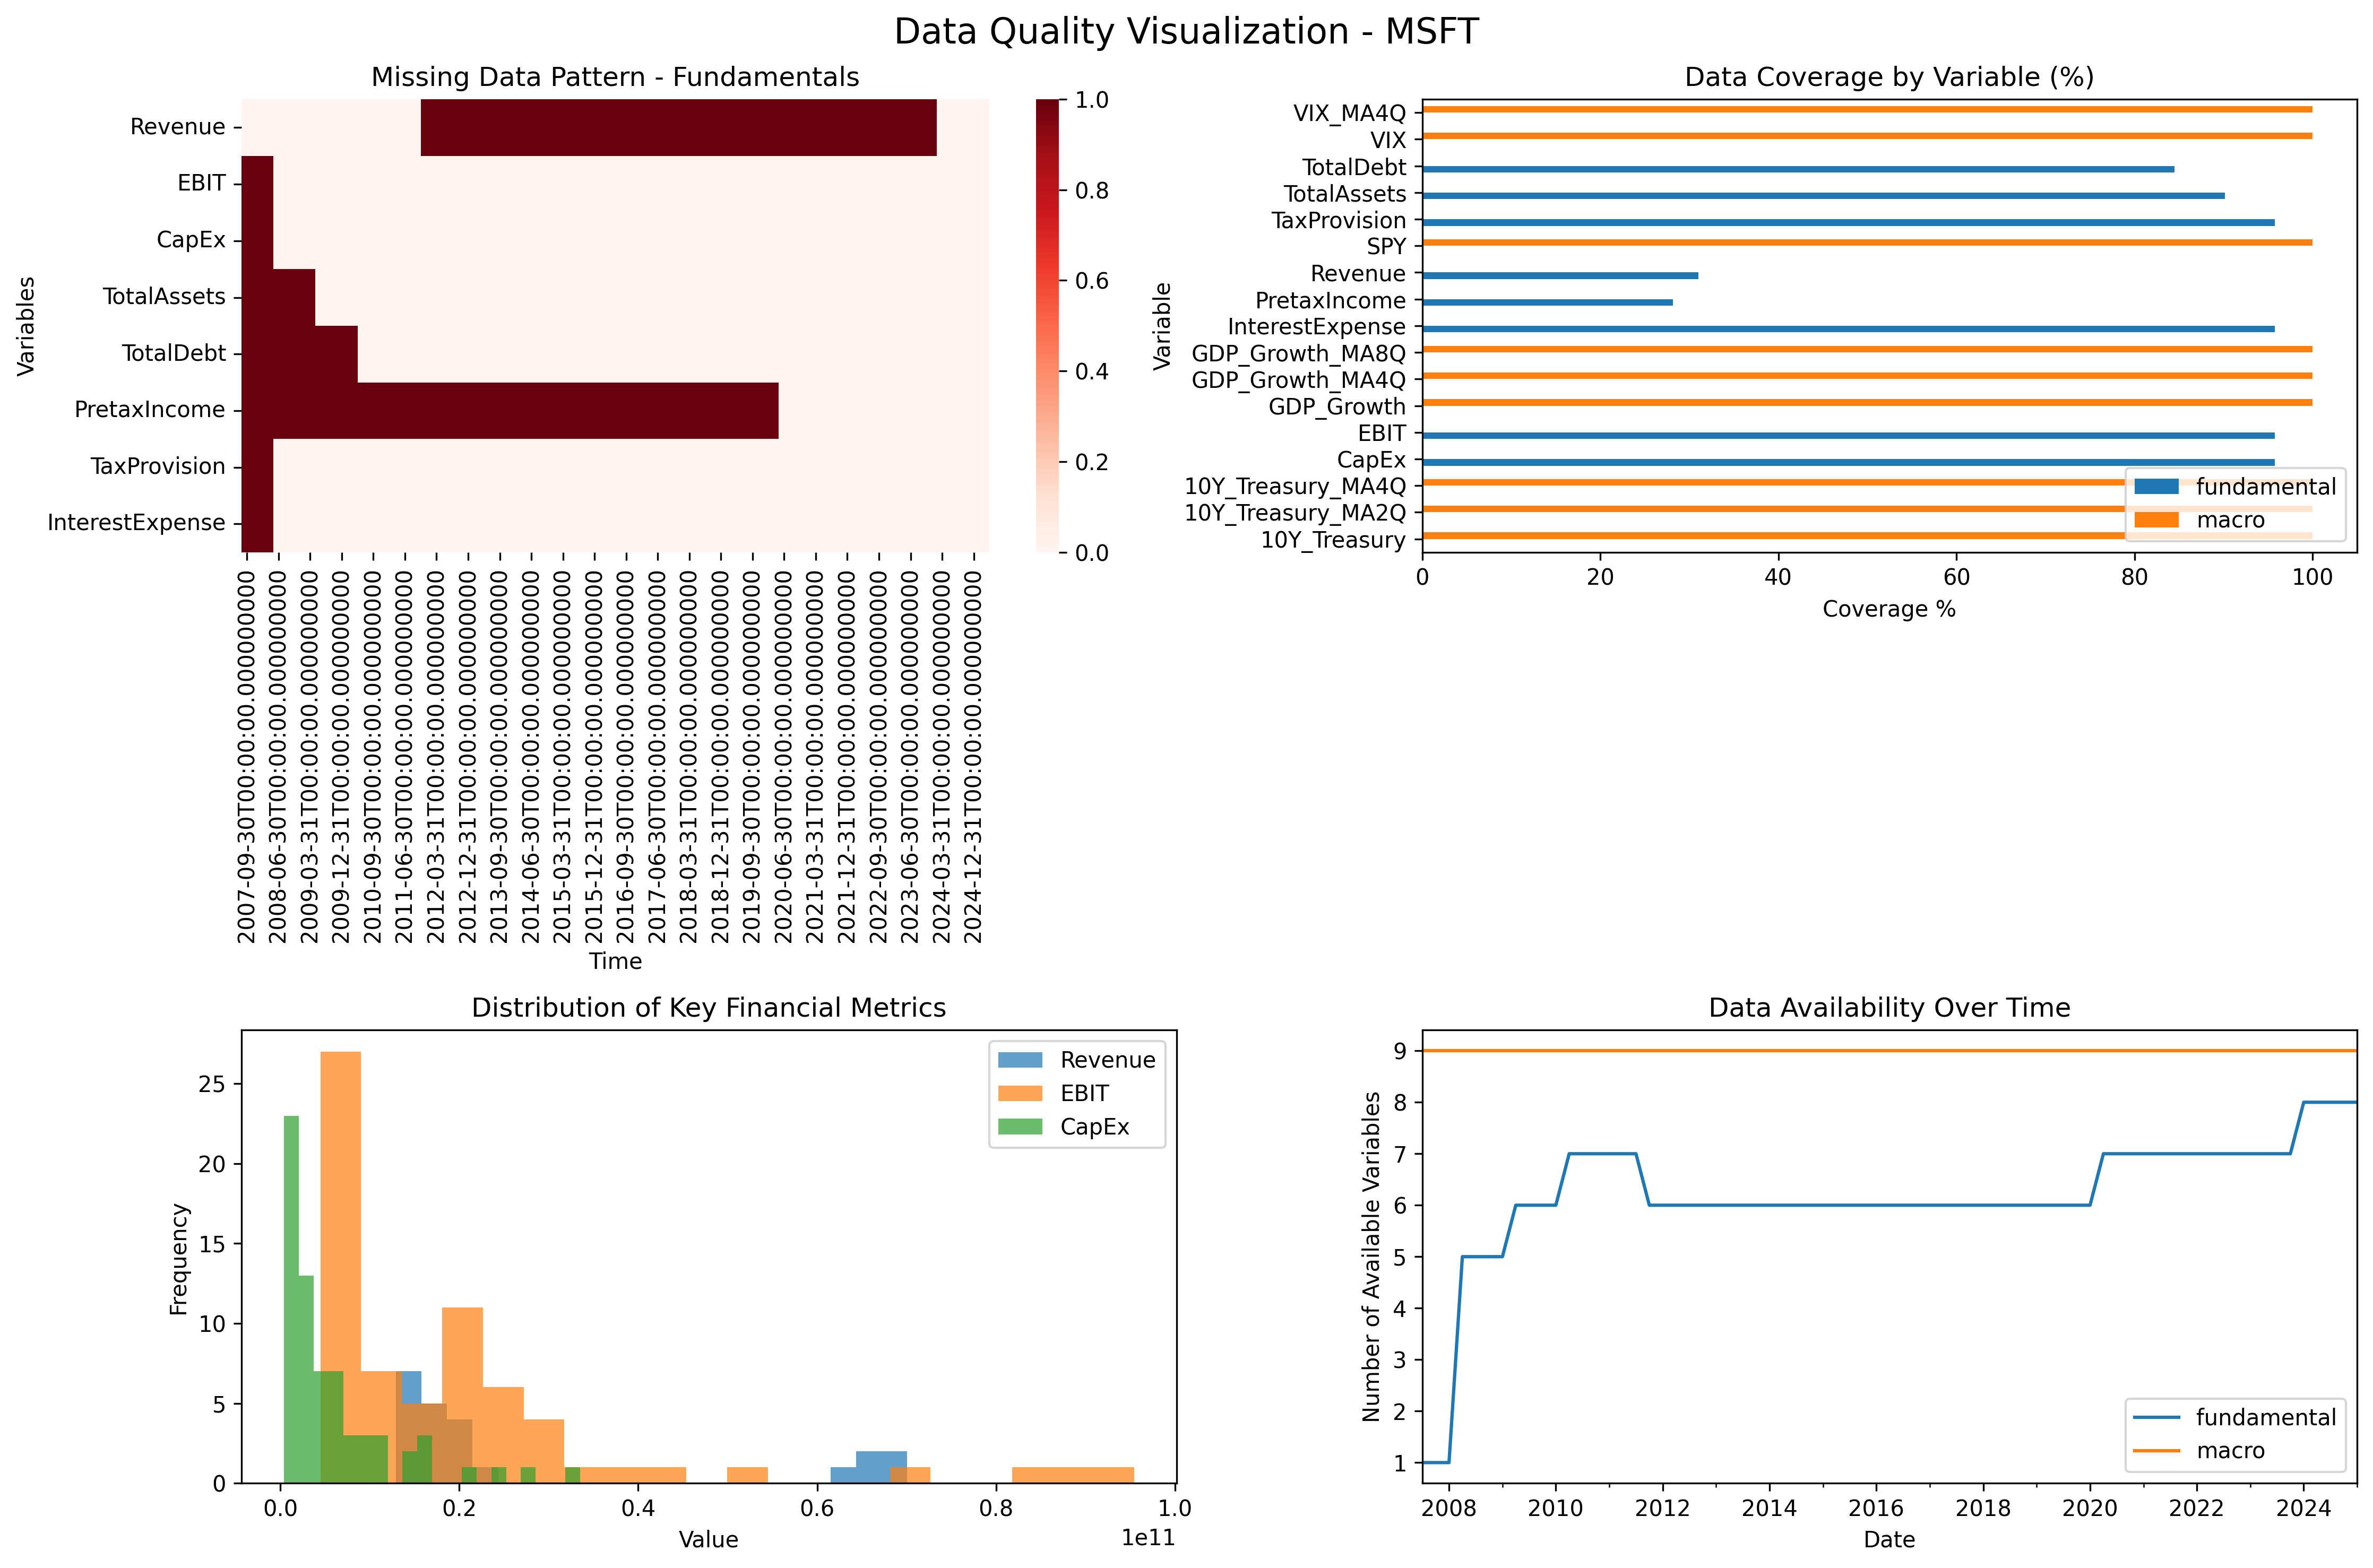 Data Quality Visualization - MSFT
Missing Data Pattern - Fundamentals
Variables
Revenue
EBIT
CapEx
TotalAssets
TotalDebt
PretaxIncome
TaxProvision
InterestExpense
1.0
0.8
0.6
0.4
0.2
0.0
2007-09-30T00:00:00.000000000
2008-06-30T00:00:00.000000000
2009-03-31T00:00:00.000000000
2009-12-31T00:00:00.000000000
2010-09-30T00:00:00.000000000
2011-06-30T00:00:00.000000000
2012-03-31T00:00:00.000000000
2012-12-31T00:00:00.000000000
2013-09-30T00:00:00.000000000
2014-06-30T00:00:00.000000000
2015-03-31T00:00:00.000000000
2015-12-31T00:00:00.000000000
2016-09-30T00:00:00.000000000
2017-06-30T00:00:00.000000000
2018-03-31T00:00:00.000000000
2018-12-31T00:00:00.000000000
2019-09-30T00:00:00.000000000
2020-06-30T00:00:00.000000000
2021-03-31T00:00:00.000000000
2021-12-31T00:00:00.000000000
2022-09-30T00:00:00.000000000
2023-06-30T00:00:00.000000000
2024-03-31T00:00:00.000000000
2024-12-31T00:00:00.000000000
Time
Data Coverage by Variable (%)
Variable
VIX_MA4Q
VIX
TotalDebt
TotalAssets
TaxProvision
SPY
Revenue
PretaxIncome
InterestExpense
GDP_Growth_MA8Q
GDP_Growth_MA4Q
GDP_Growth
EBIT
CapEx
10Y_Treasury_MA4Q
10Y_Treasury_MA2Q
10Y_Treasury
fundamental
macro
0 20 40 60 80 100
Coverage %
Distribution of Key Financial Metrics
Frequency
25
20
15
10
5
0
Revenue
EBIT
CapEx
0.0 0.2 0.4 0.6 0.8 1.0
1e11
Value
Data Availability Over Time
Number of Available Variables
9
8
7
6
5
4
3
2
1
fundamental
macro
2008 2010 2012 2014 2016 2018 2020 2022 2024
Date